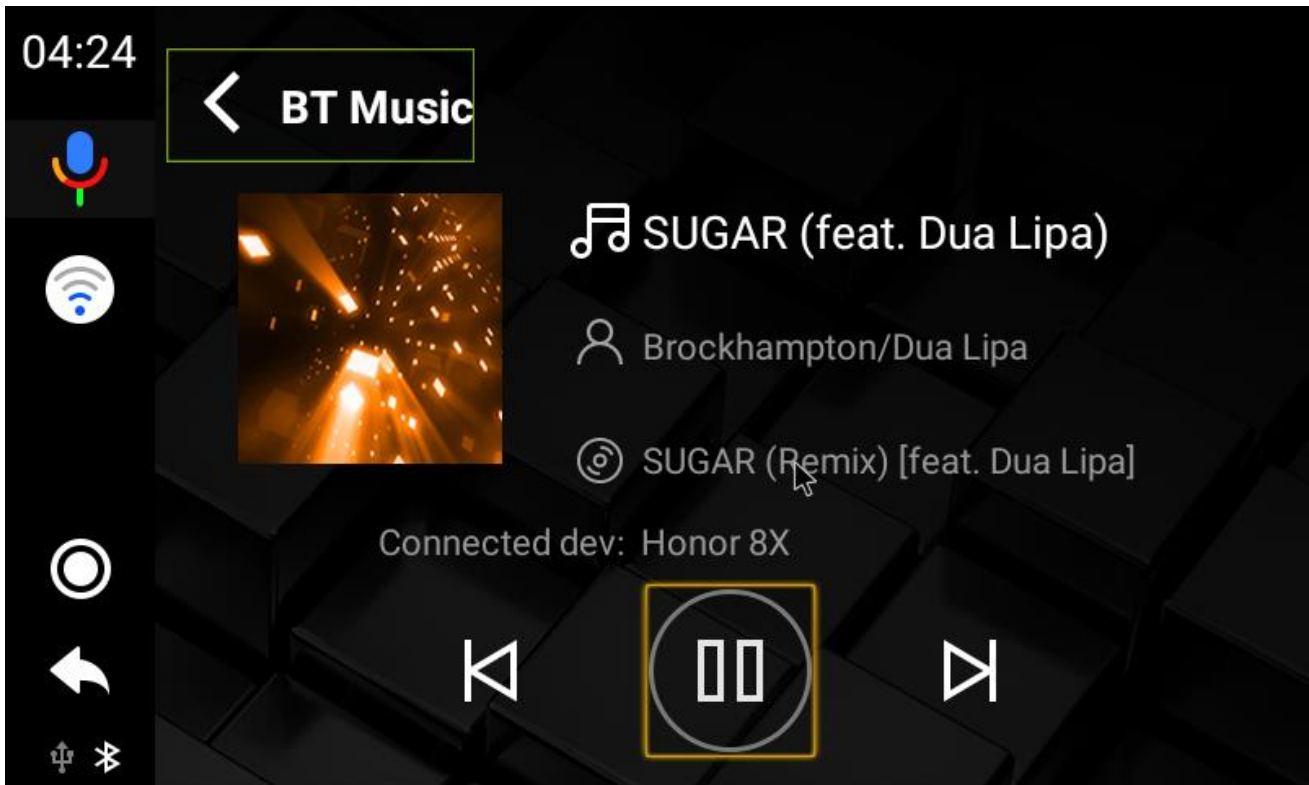 04:24
BT Music
SUGAR (feat. Dua Lipa)
Brockhampton/Dua Lipa
SUGAR (Remix) [feat. Dua Lipa]
Connected dev: Honor 8X